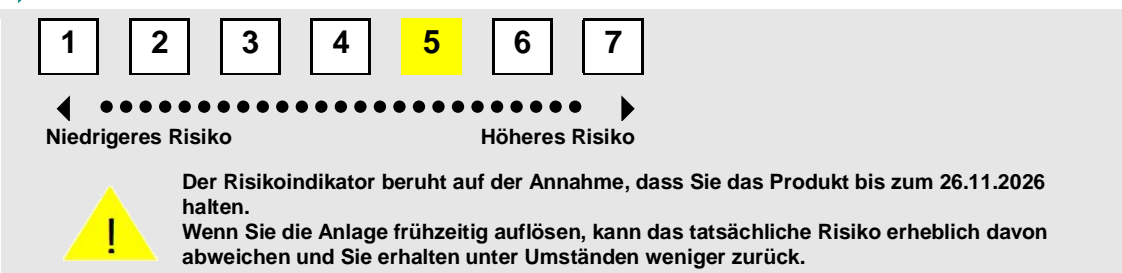 1 2 3 4 5 6 7
Niedrigeres Risiko Höheres Risiko
Der Risikoindikator beruht auf der Annahme, dass Sie das Produkt bis zum 26.11.2026
halten.
! Wenn Sie die Anlage frühzeitig auflösen, kann das tatsächliche Risiko erheblich davon
abweichen und Sie erhalten unter Umständen weniger zurück.